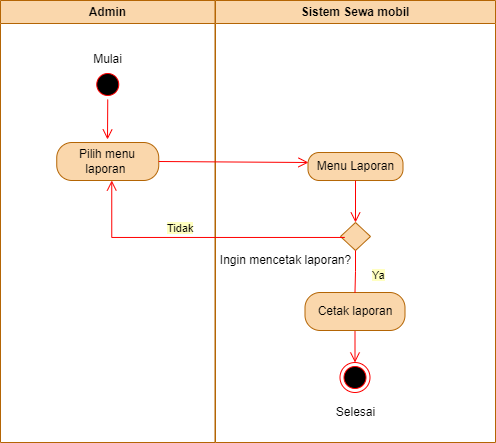 Admin
Sistem Sewa mobil
Mulai
Pilih menu
laporan
Menu Laporan
Tidak
Ingin mencetak laporan?
Ya
Cetak laporan
Selesai